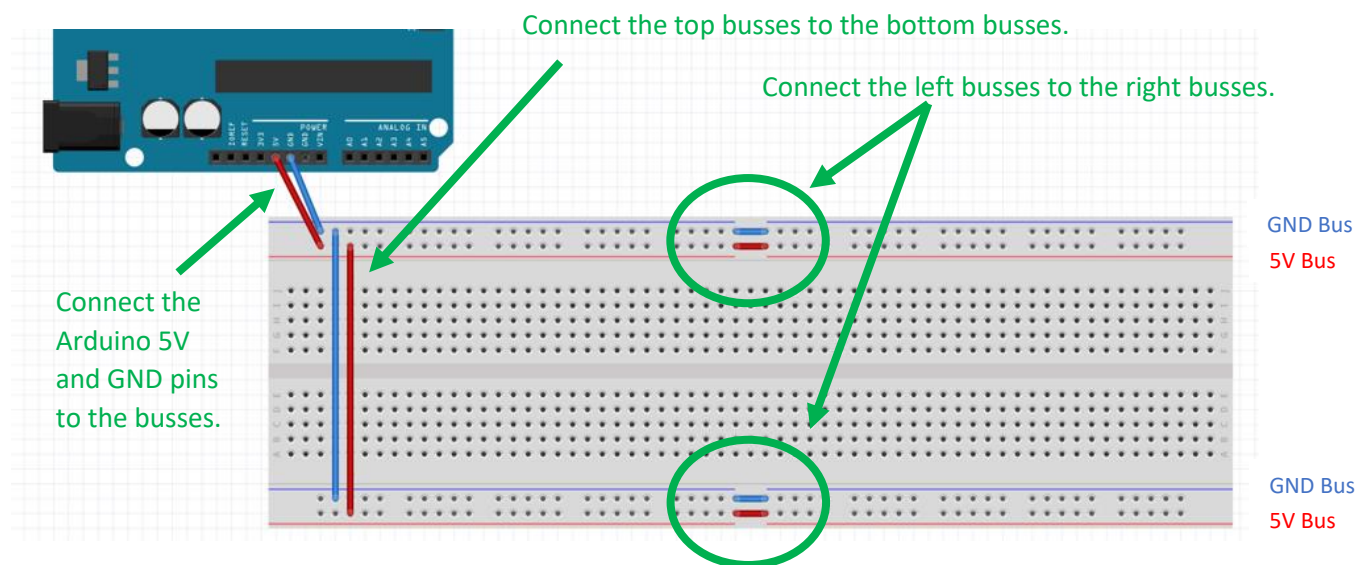 Connect the top busses to the bottom busses.
Connect the left busses to the right busses.
POWER
ANALOG IN
IOREF
RESET
3V3
5V
GND
GND
VIN
A0
A1
A2
A3
A4
A5
GND Bus
5V Bus
Connect the
Arduino 5V
and GND pins
to the busses.
J
I
H
G
F
J
I
H
G
F
E
D
C
B
A
E
D
C
B
A
GND Bus
5V Bus